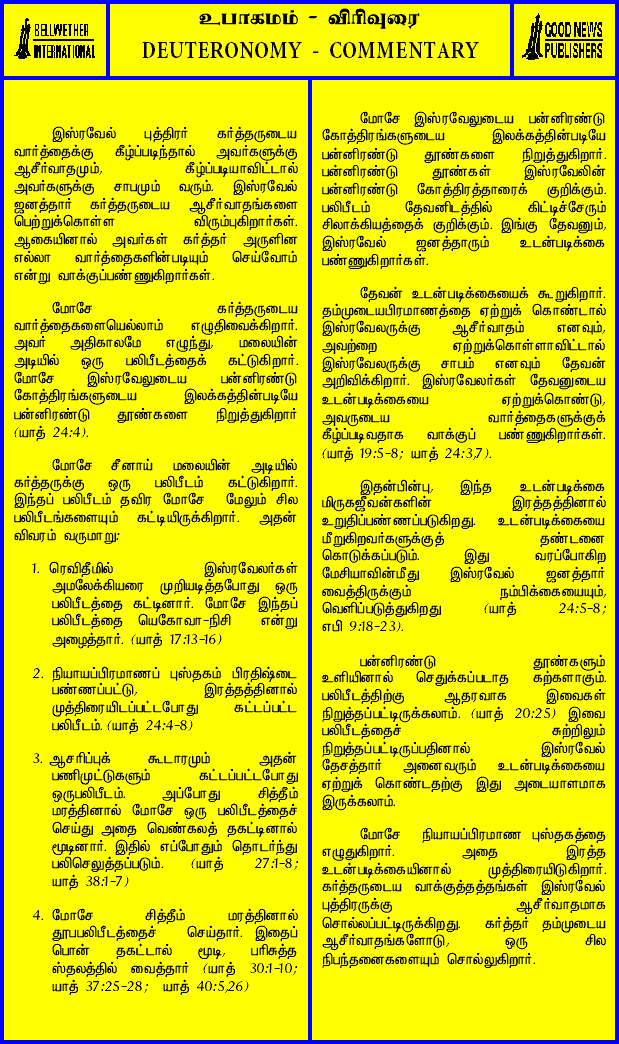 BELLWETHER
INTERNATIONAL
உபாகமம் - விரிவுரை
DEUTERONOMY - COMMENTARY
GOOD NEWS
PUBLISHERS
இஸ்ரவேல் புத்திரர் கர்த்தருடைய
வார்த்தைக்கு கீழ்ப்படிந்தால் அவர்களுக்கு
ஆசீர்வாதமும், கீழ்ப்படியாவிட்டால்
அவர்களுக்கு சாபமும் வரும். இஸ்ரவேல்
ஜனத்தார் கர்த்தருடைய ஆசீர்வாதங்களை
பெற்றுக்கொள்ள விரும்புகிறார்கள்.
ஆகையினால் அவர்கள் கர்த்தர் அருளின
எல்லா வார்த்தைகளின்படியும் செய்வோம்
என்று வாக்குப்பண்ணுகிறார்கள்.
மோசே கர்த்தருடைய
வார்த்தைகளையெல்லாம் எழுதிவைக்கிறார்.
அவர் அதிகாலமே எழுந்து, மலையின்
அடியில் ஒரு பலிபீடத்தைக் கட்டுகிறார்.
மோசே இஸ்ரவேலுடைய பன்னிரண்டு
கோத்திரங்களுடைய இலக்கத்தின்படியே
பன்னிரண்டு தூண்களை நிறுத்துகிறார்
(யாத் 24:4).
மோசே சீனாய் மலையின் அடியில்
கர்த்தருக்கு ஒரு பலிபீடம் கட்டுகிறார்.
இந்தப் பலிபீடம் தவிர மோசே மேலும் சில
பலிபீடங்களையும் கட்டியிருக்கிறார். அதன்
விவரம் வருமாறு:
1. ரெவிதீமில் இஸ்ரவேலர்கள்
அமலேக்கியரை முறியடித்தபோது ஒரு
பலிபீடத்தை கட்டினார். மோசே இந்தப்
பலிபீடத்தை யெகோவா-நிசி என்று
அழைத்தார். (யாத் 17:13-16)
2. நியாயப்பிரமாணப் புஸ்தகம் பிரதிஷ்டை
பண்ணப்பட்டு, இரத்தத்தினால்
முத்திரையிடப்பட்டபோது கட்டப்பட்ட
பலிபீடம். (யாத் 24:4-8)
3. ஆசரிப்புக் கூடாரமும் அதன்
பணிமுட்டுகளும் கட்டப்பட்டபோது
ஒருபலிபீடம். அப்போது சித்தீம்
மரத்தினால் மோசே ஒரு பலிபீடத்தைச்
செய்து அதை வெண்கலத் தகட்டினால்
மூடினார். இதில் எப்போதும் தொடர்ந்து
பலிசெலுத்தப்படும். (யாத் 27:1-8;
யாத் 38:1-7)
4. மோசே சித்தீம் மரத்தினால்
தூபபலிபீடத்தைச் செய்தார். இதைப்
பொன் தகட்டால் மூடி, பரிசுத்த
ஸ்தலத்தில் வைத்தார் (யாத் 30:1-10;
யாத் 37:25-28; யாத் 40:5,26)
மோசே இஸ்ரவேலுடைய பன்னிரண்டு
கோத்திரங்களுடைய இலக்கத்தின்படியே
பன்னிரண்டு தூண்களை நிறுத்துகிறார்.
பன்னிரண்டு தூண்கள் இஸ்ரவேலின்
பன்னிரண்டு கோத்திரத்தாரைக் குறிக்கும்.
பலிபீடம் தேவனிடத்தில் கிட்டிச்சேரும்
சிலாக்கியத்தைக் குறிக்கும். இங்கு தேவனும்,
இஸ்ரவேல் ஜனத்தாரும் உடன்படிக்கை
பண்ணுகிறார்கள்.
தேவன் உடன்படிக்கையைக் கூறுகிறார்.
தம்முடையபிரமாணத்தை ஏற்றுக் கொண்டால்
இஸ்ரவேலருக்கு ஆசீர்வாதம் எனவும்,
அவற்றை ஏற்றுக்கொள்ளாவிட்டால்
இஸ்ரவேலருக்கு சாபம் எனவும் தேவன்
அறிவிக்கிறார். இஸ்ரவேலர்கள் தேவனுடைய
உடன்படிக்கையை ஏற்றுக்கொண்டு,
அவருடைய வார்த்தைகளுக்குக்
கீழ்ப்படிவதாக வாக்குப் பண்ணுகிறார்கள்.
(யாத் 19:5-8; யாத் 24:3,7).
இதன்பின்பு, இந்த உடன்படிக்கை
மிருகஜீவன்களின் இரத்தத்தினால்
உறுதிப்பண்ணப்படுகிறது. உடன்படிக்கையை
மீறுகிறவர்களுக்குத் தண்டனை
கொடுக்கப்படும். இது வரப்போகிற
மேசியாவின்மீது இஸ்ரவேல் ஜனத்தார்
வைத்திருக்கும் நம்பிக்கையையும்,
வெளிப்படுத்துகிறது (யாத் 24:5-8;
எபி 9:18-23).
பன்னிரண்டு தூண்களும்
உளியினால் செதுக்கப்படாத கற்களாகும்.
பலிபீடத்திற்கு ஆதரவாக இவைகள்
நிறுத்தப்பட்டிருக்கலாம். (யாத் 20:25) இவை
பலிபீடத்தைச் சுற்றிலும்
நிறுத்தப்பட்டிருப்பதினால் இஸ்ரவேல்
தேசத்தார் அனைவரும் உடன்படிக்கையை
ஏற்றுக் கொண்டதற்கு இது அடையாளமாக
இருக்கலாம்.
மோசே நியாயப்பிரமாண புஸ்தகத்தை
எழுதுகிறார். அதை இரத்த
உடன்படிக்கையினால் முத்திரையிடுகிறார்.
கர்த்தருடைய வாக்குத்தத்தங்கள் இஸ்ரவேல்
புத்திரருக்கு ஆசீர்வாதமாக
சொல்லப்பட்டிருக்கிறது. கர்த்தர் தம்முடைய
ஆசீர்வாதங்களோடு, ஒரு சில
நிபந்தனைகளையும் சொல்லுகிறார்.